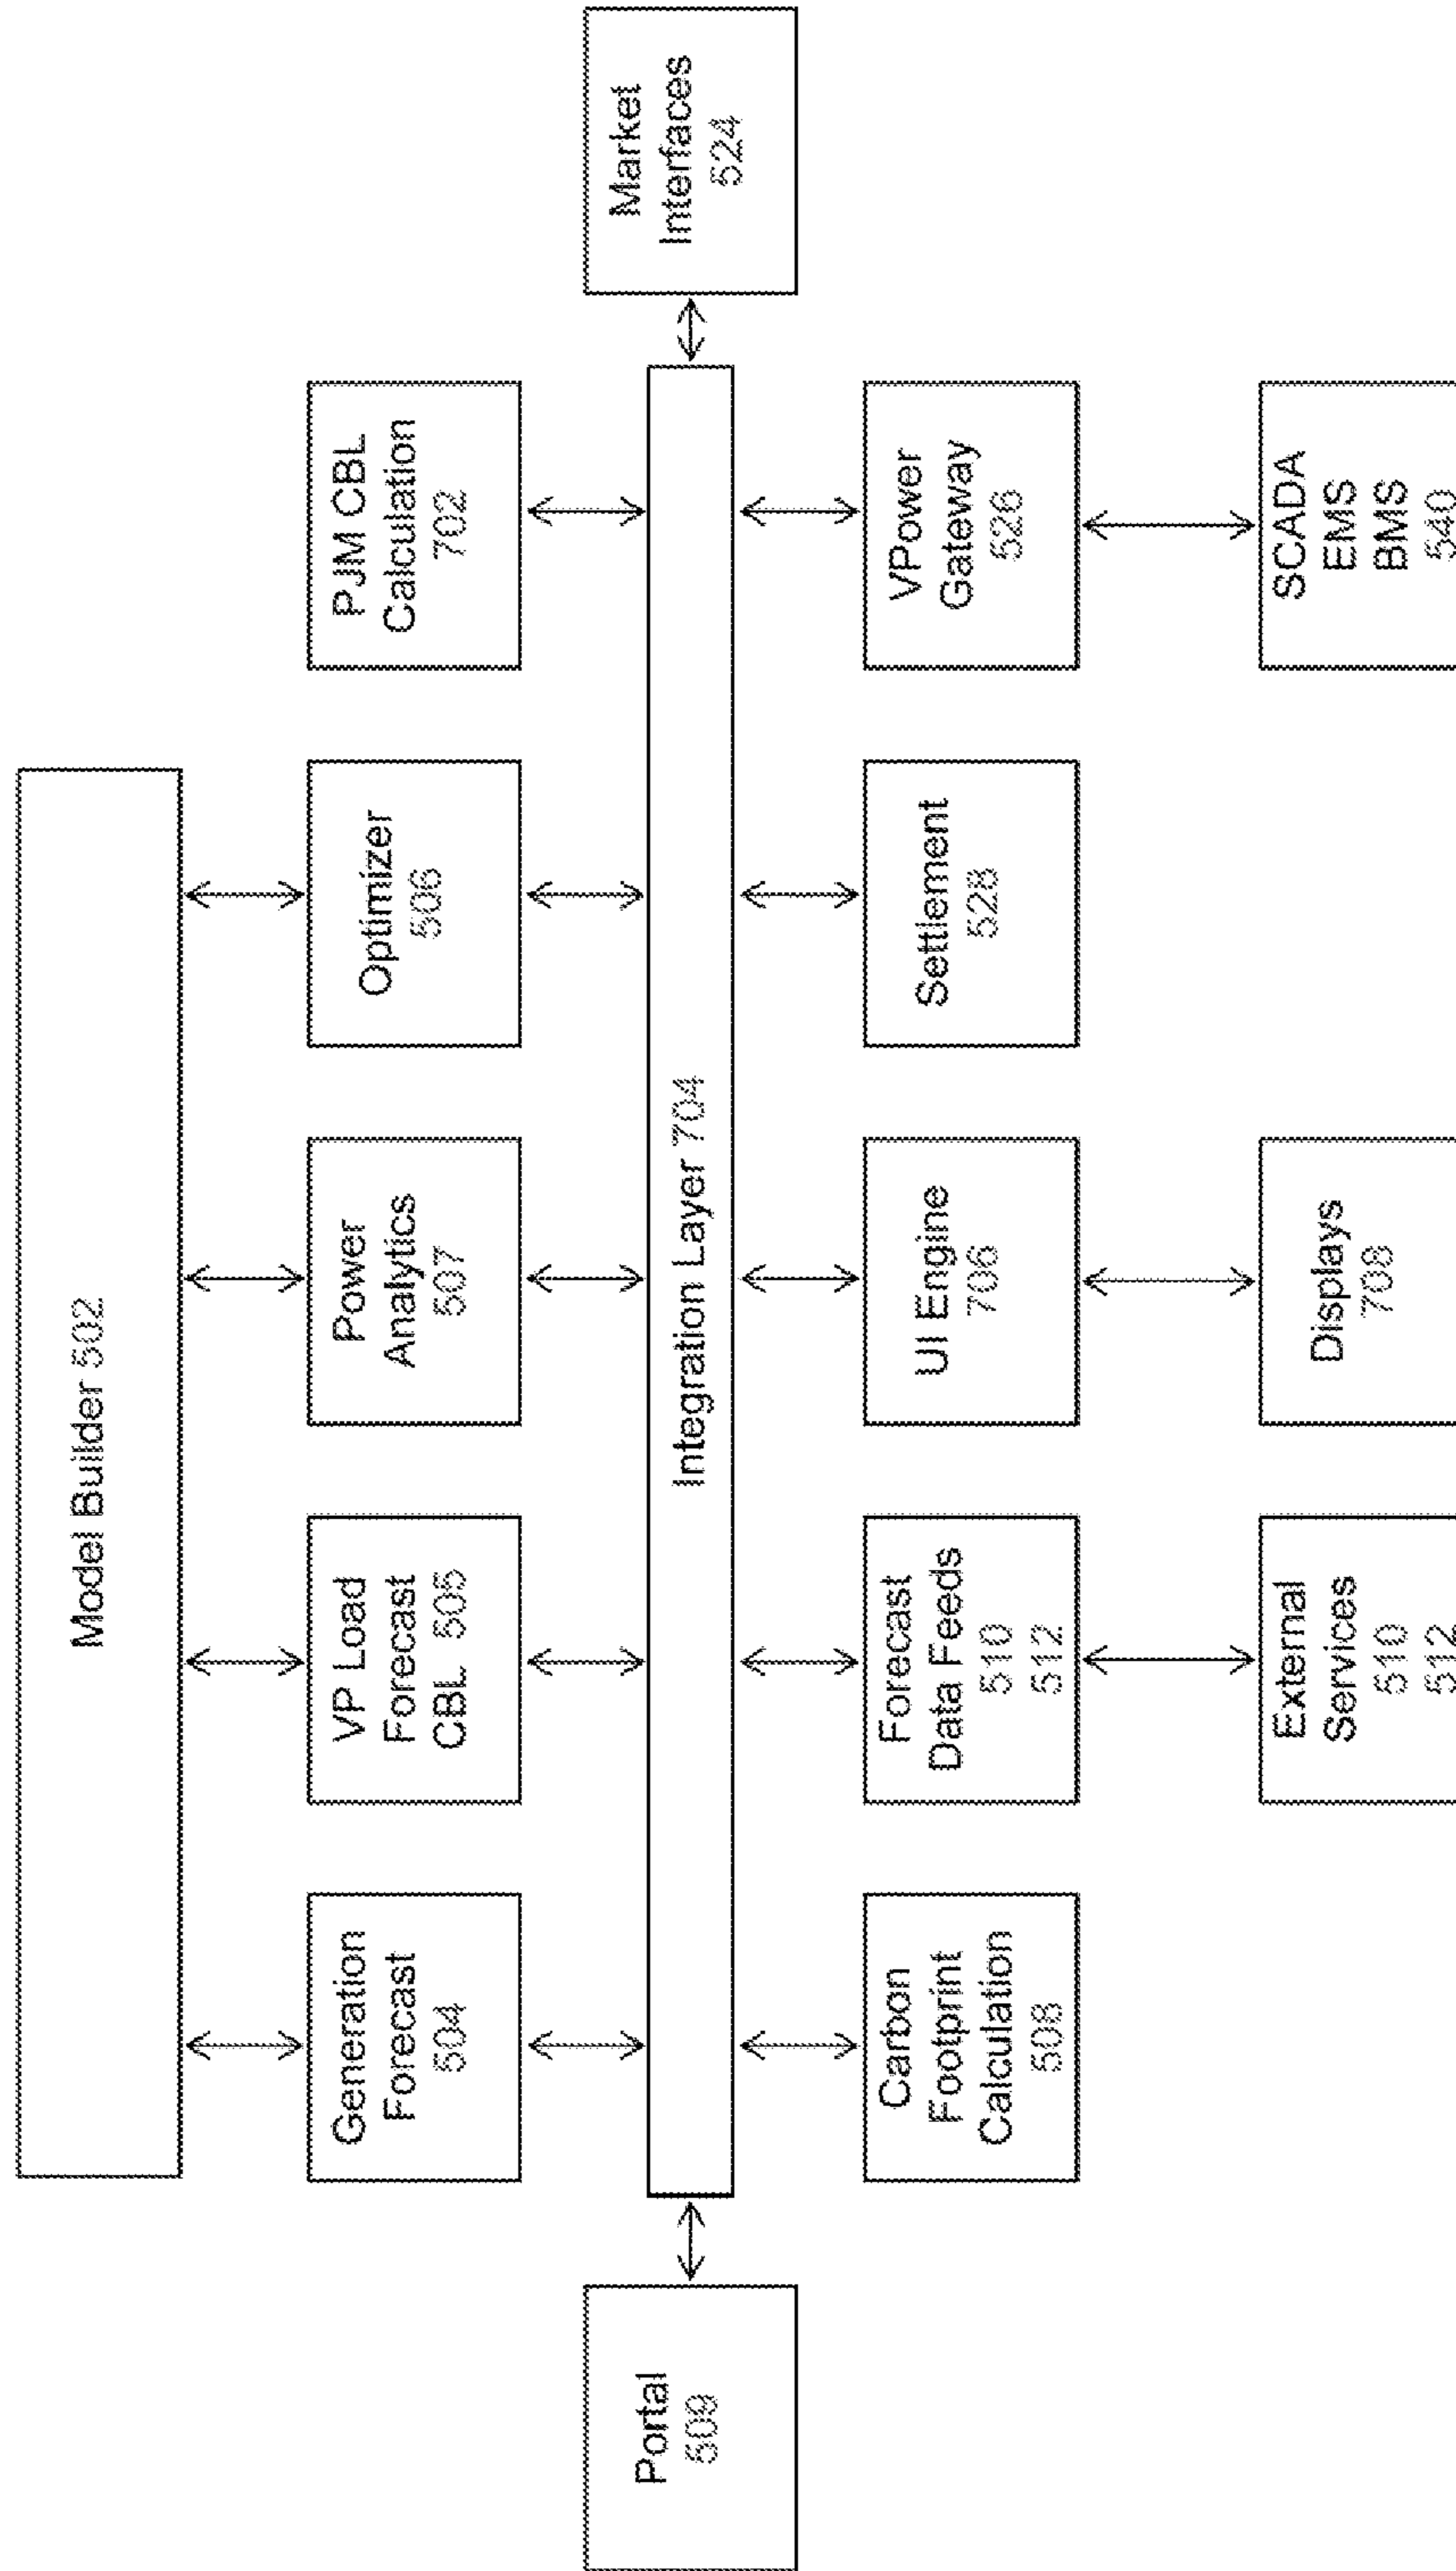 Model Builder 502
Generation
Forecast
504
VP Load
Forecast
CBL 505
Power
Analytics
507
Optimizer
506
PJM CBL
Calculation
702
Portal
509
Integration Layer 704
Market
Interfaces
524
Carbon
Footprint
Calculation
508
Forecast
Data Feeds
510
512
UI Engine
706
Settlement
528
VPower
Gateway
526
External
Services
510
512
Displays
708
SCADA
EMS
BMS
540